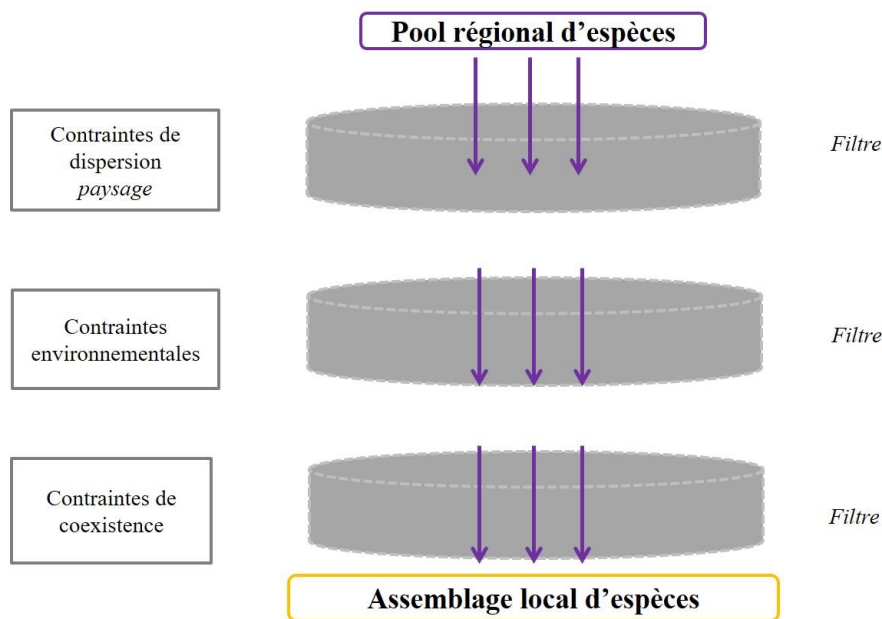 Pool régional d'espèces
Contraintes de
dispersion
paysage
Filtre
Contraintes
environnementales
Filtre
Contraintes de
coexistence
Filtre
Assemblage local d'espèces